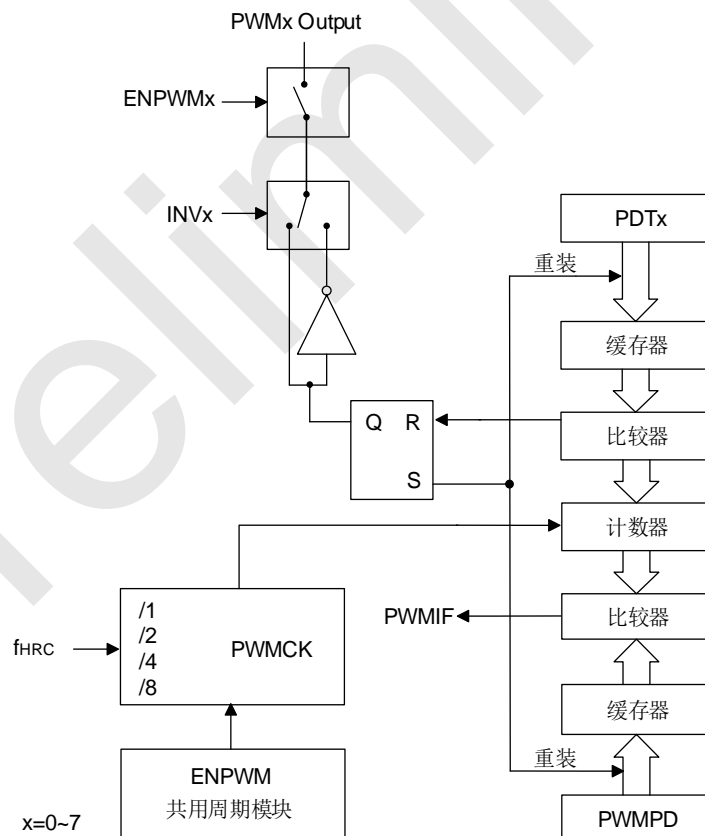 PWMx Output
ENPWMx
INVx
PDTx
重装
缓存器
Q R
比较器
S
计数器
/1
/2
/4
/8
PWMCK
fHRC
PWMIF
比较器
缓存器
重装
ENPWM
共用周期模块
PWMPD
x=0~7